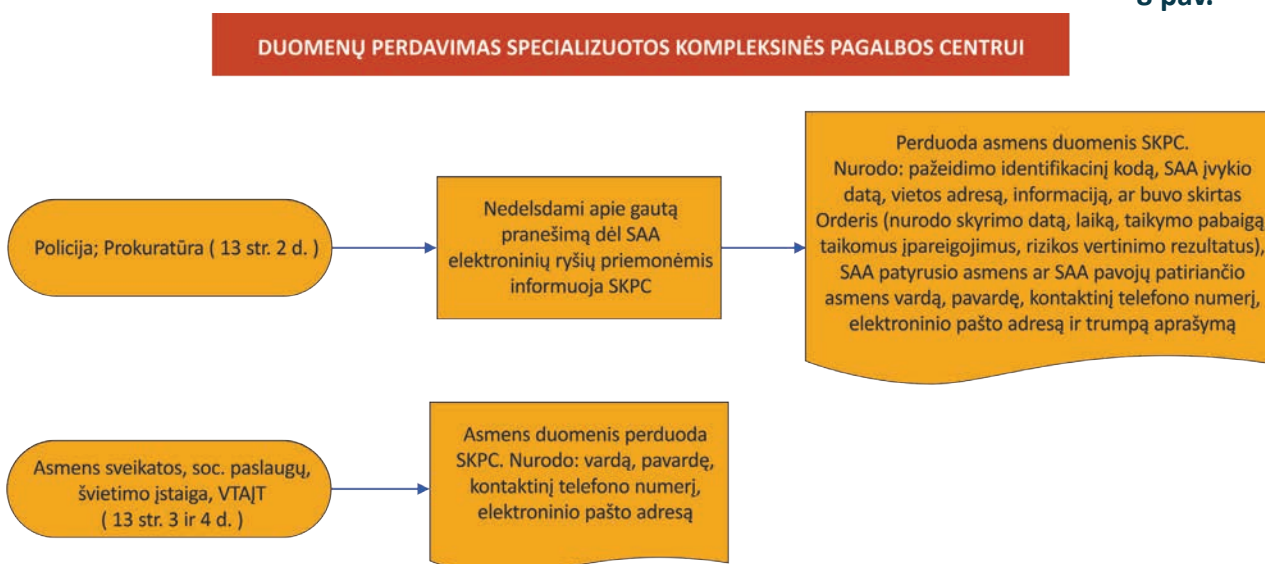 8 pav.
DUOMENŲ PERDAVIMAS SPECIALIZUOTOS KOMPLEKSINĖS PAGALBOS CENTRUI
Policija; Prokuratūra ( 13 str. 2 d. )
Nedelsdami apie gautą
pranešimą dėl SAA
elektroninių ryšių priemonėmis
informuoja SKPC
Perduoda asmens duomenis SKPC.
Nurodo: pažeidimo identifikacinį kodą, SAA įvykio
datą, vietos adresą, informaciją, ar buvo skirtas
Orderis (nurodo skyrimo datą, laiką, taikymo pabaigą,
taikomus įpareigojimus, rizikos vertinimo rezultatus),
SAA patyrusio asmens ar SAA pavojų patiriančio
asmens vardą, pavardę, kontaktinį telefono numerį,
elektroninio pašto adresą ir trumpą aprašymą
Asmens sveikatos, soc. paslaugų,
švietimo įstaiga, VTAĮT
( 13 str. 3 ir 4 d. )
Asmens duomenis perduoda
SKPC. Nurodo: vardą, pavardę,
kontaktinį telefono numerį,
elektroninio pašto adresą